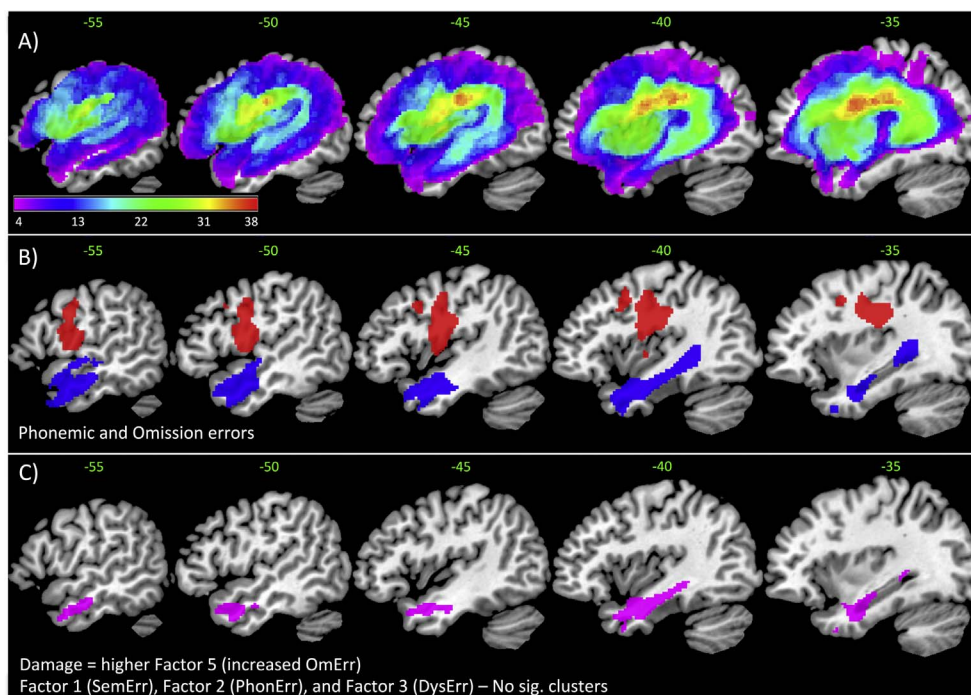 -55 -50 -45 -40 -35
A)
4 13 22 31 38
-55 -50 -45 -40 -35
B)
Phonemic and Omission errors
-55 -50 -45 -40 -35
C)
Damage = higher Factor 5 (increased OmErr)
Factor 1 (SemErr), Factor 2 (PhonErr), and Factor 3 (DysErr) – No sig. clusters